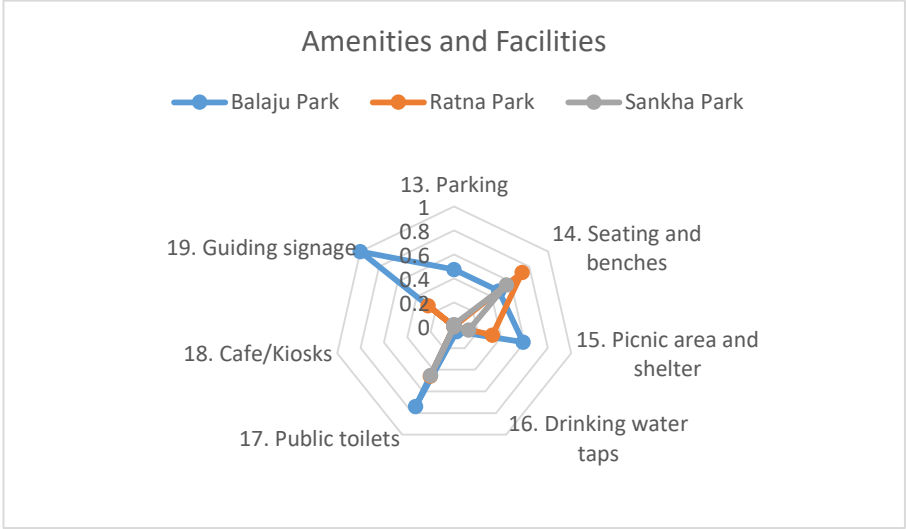 Amenities and Facilities
Balaju Park
Ratna Park
Sankha Park
13. Parking
1
0.8
0.6
0.4
0.2
0
14. Seating and
benches
15. Picnic area and
shelter
16. Drinking water
taps
17. Public toilets
18. Cafe/Kiosks
19. Guiding signage